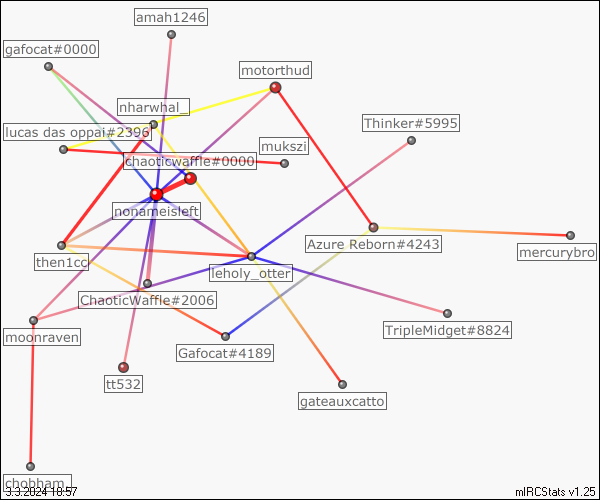 amah1246
gafocat#0000
motorthud
nharwhal_
Thinker#5995
lucas das oppai#2396
mukszi
chaoticwaffle#0000
nonameisleft
Azure Reborn#4243
mercurybro
then1cc
leholy_otter
ChaoticWaffle#2006
TripleMidget#8824
moonraven
Gafocat#4189
tt532
gateauxcatto
chobham_
3.3.2024 18:57
mIRCStats v1.25